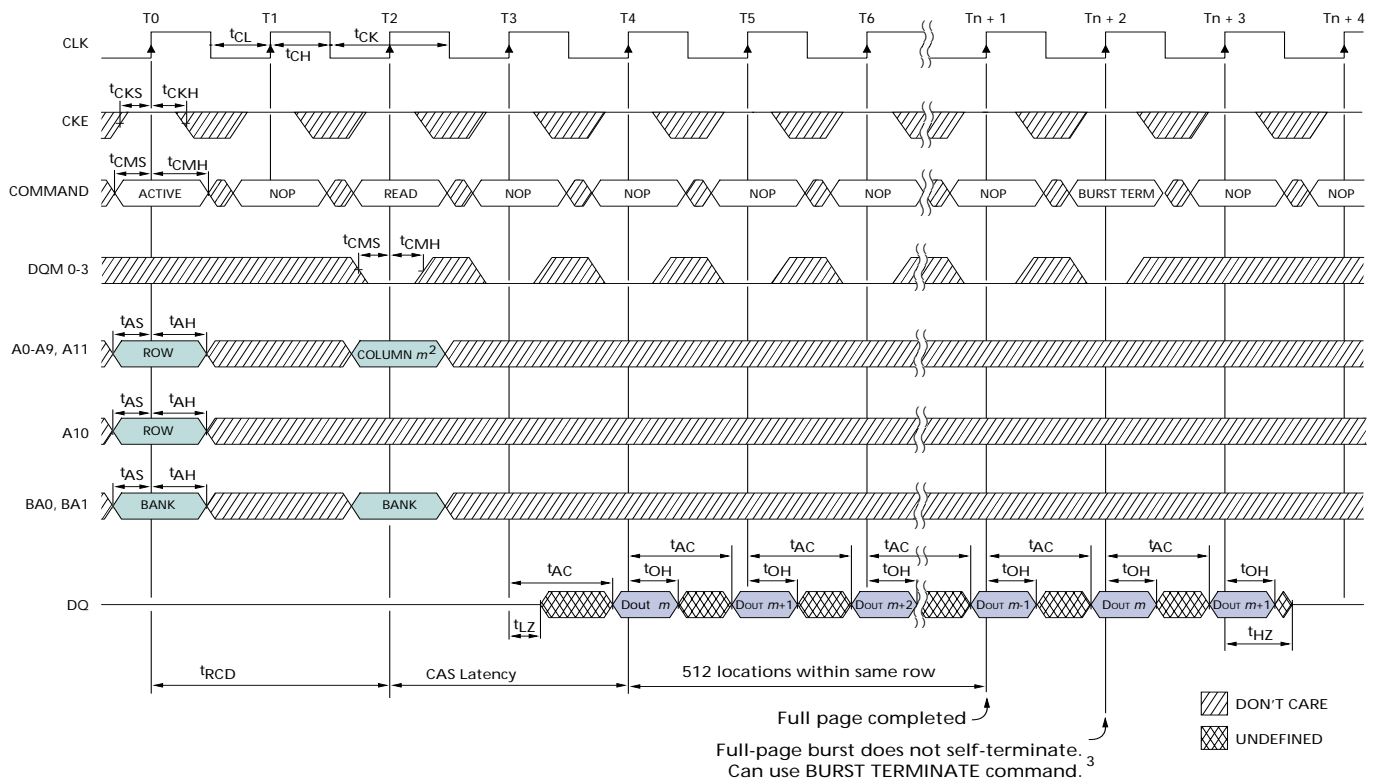 T0 T1 T2 T3 T4 T5 T6 Tn + 1 Tn + 2 Tn + 3 Tn + 4
CLK tCL tCH tCK
tCKS tCKH
CKE
tCMS tCMH
COMMAND ACTIVE NOP READ NOP NOP NOP NOP NOP BURST TERM NOP NOP
tCMS tCMH
DQM 0-3
tAS tAH
A0-A9, A11 ROW COLUMN m2
tAS tAH
A10 ROW
tAS tAH
BA0, BA1 BANK BANK
tAC tAC tAC tAC tAC tAC
tOH tOH tOH tOH tOH tOH
DQ Dout m DOUT m+1 DOUT m+2 DOUT m-1 DOUT m DOUT m+1
tLZ tHZ
tRCD CAS Latency 512 locations within same row
Full page completed
Full-page burst does not self-terminate.
Can use BURST TERMINATE command. 3
DON'T CARE
UNDEFINED